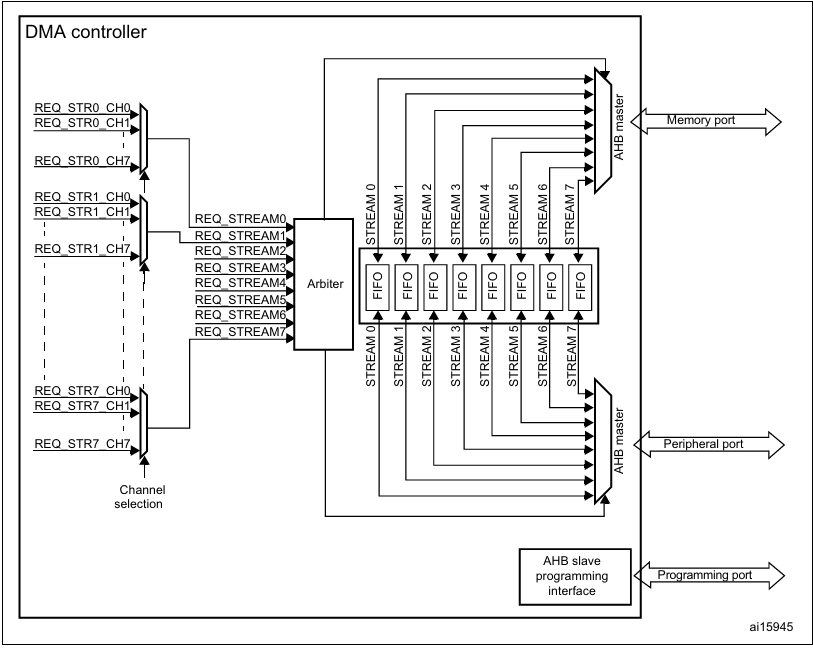 DMA controller
REQ_STR0_CH0
REQ_STR0_CH1
REQ_STR0_CH7
REQ_STR1_CH0
REQ_STR1_CH1
REQ_STR1_CH7
REQ_STR7_CH0
REQ_STR7_CH1
REQ_STR7_CH7
Channel
selection
REQ_STREAM0
REQ_STREAM1
REQ_STREAM2
REQ_STREAM3
REQ_STREAM4
REQ_STREAM5
REQ_STREAM6
REQ_STREAM7
Arbiter
STREAM 0
STREAM 1
STREAM 2
STREAM 3
STREAM 4
STREAM 5
STREAM 6
STREAM 7
FIFO
FIFO
FIFO
FIFO
FIFO
FIFO
FIFO
FIFO
STREAM 0
STREAM 1
STREAM 2
STREAM 3
STREAM 4
STREAM 5
STREAM 6
STREAM 7
AHB master
Memory port
AHB master
Peripheral port
AHB slave
programming
interface
Programming port
ai15945